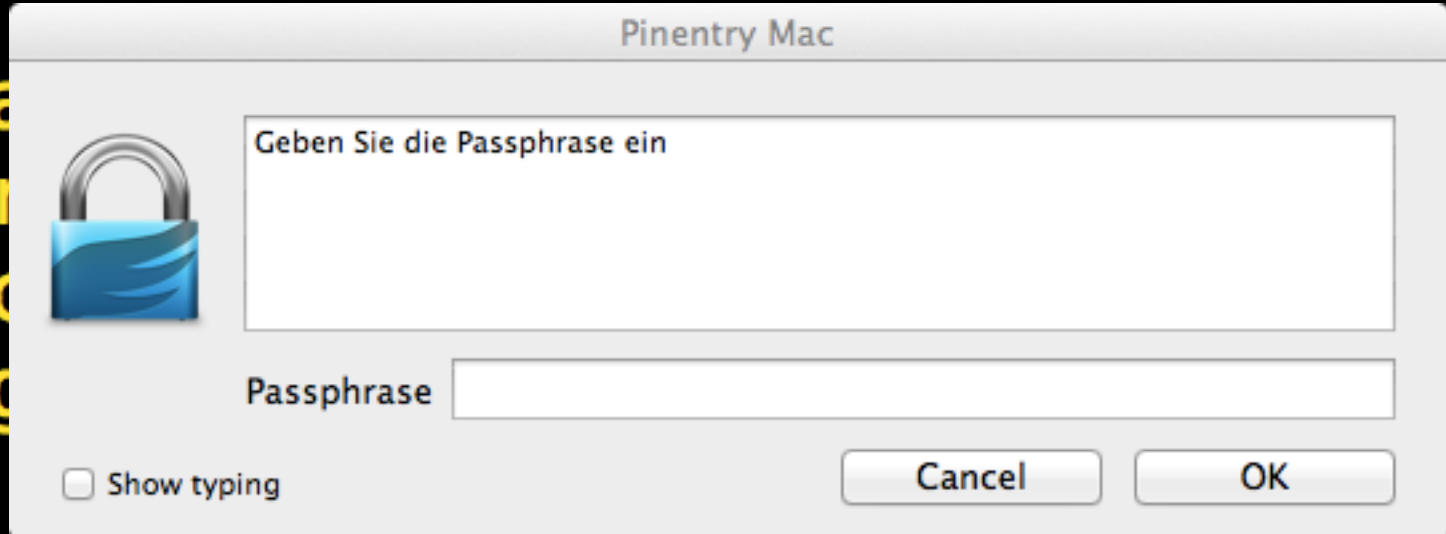 Pinentry Mac
Geben Sie die Passphrase ein
Passphrase
Show typing
Cancel
OK